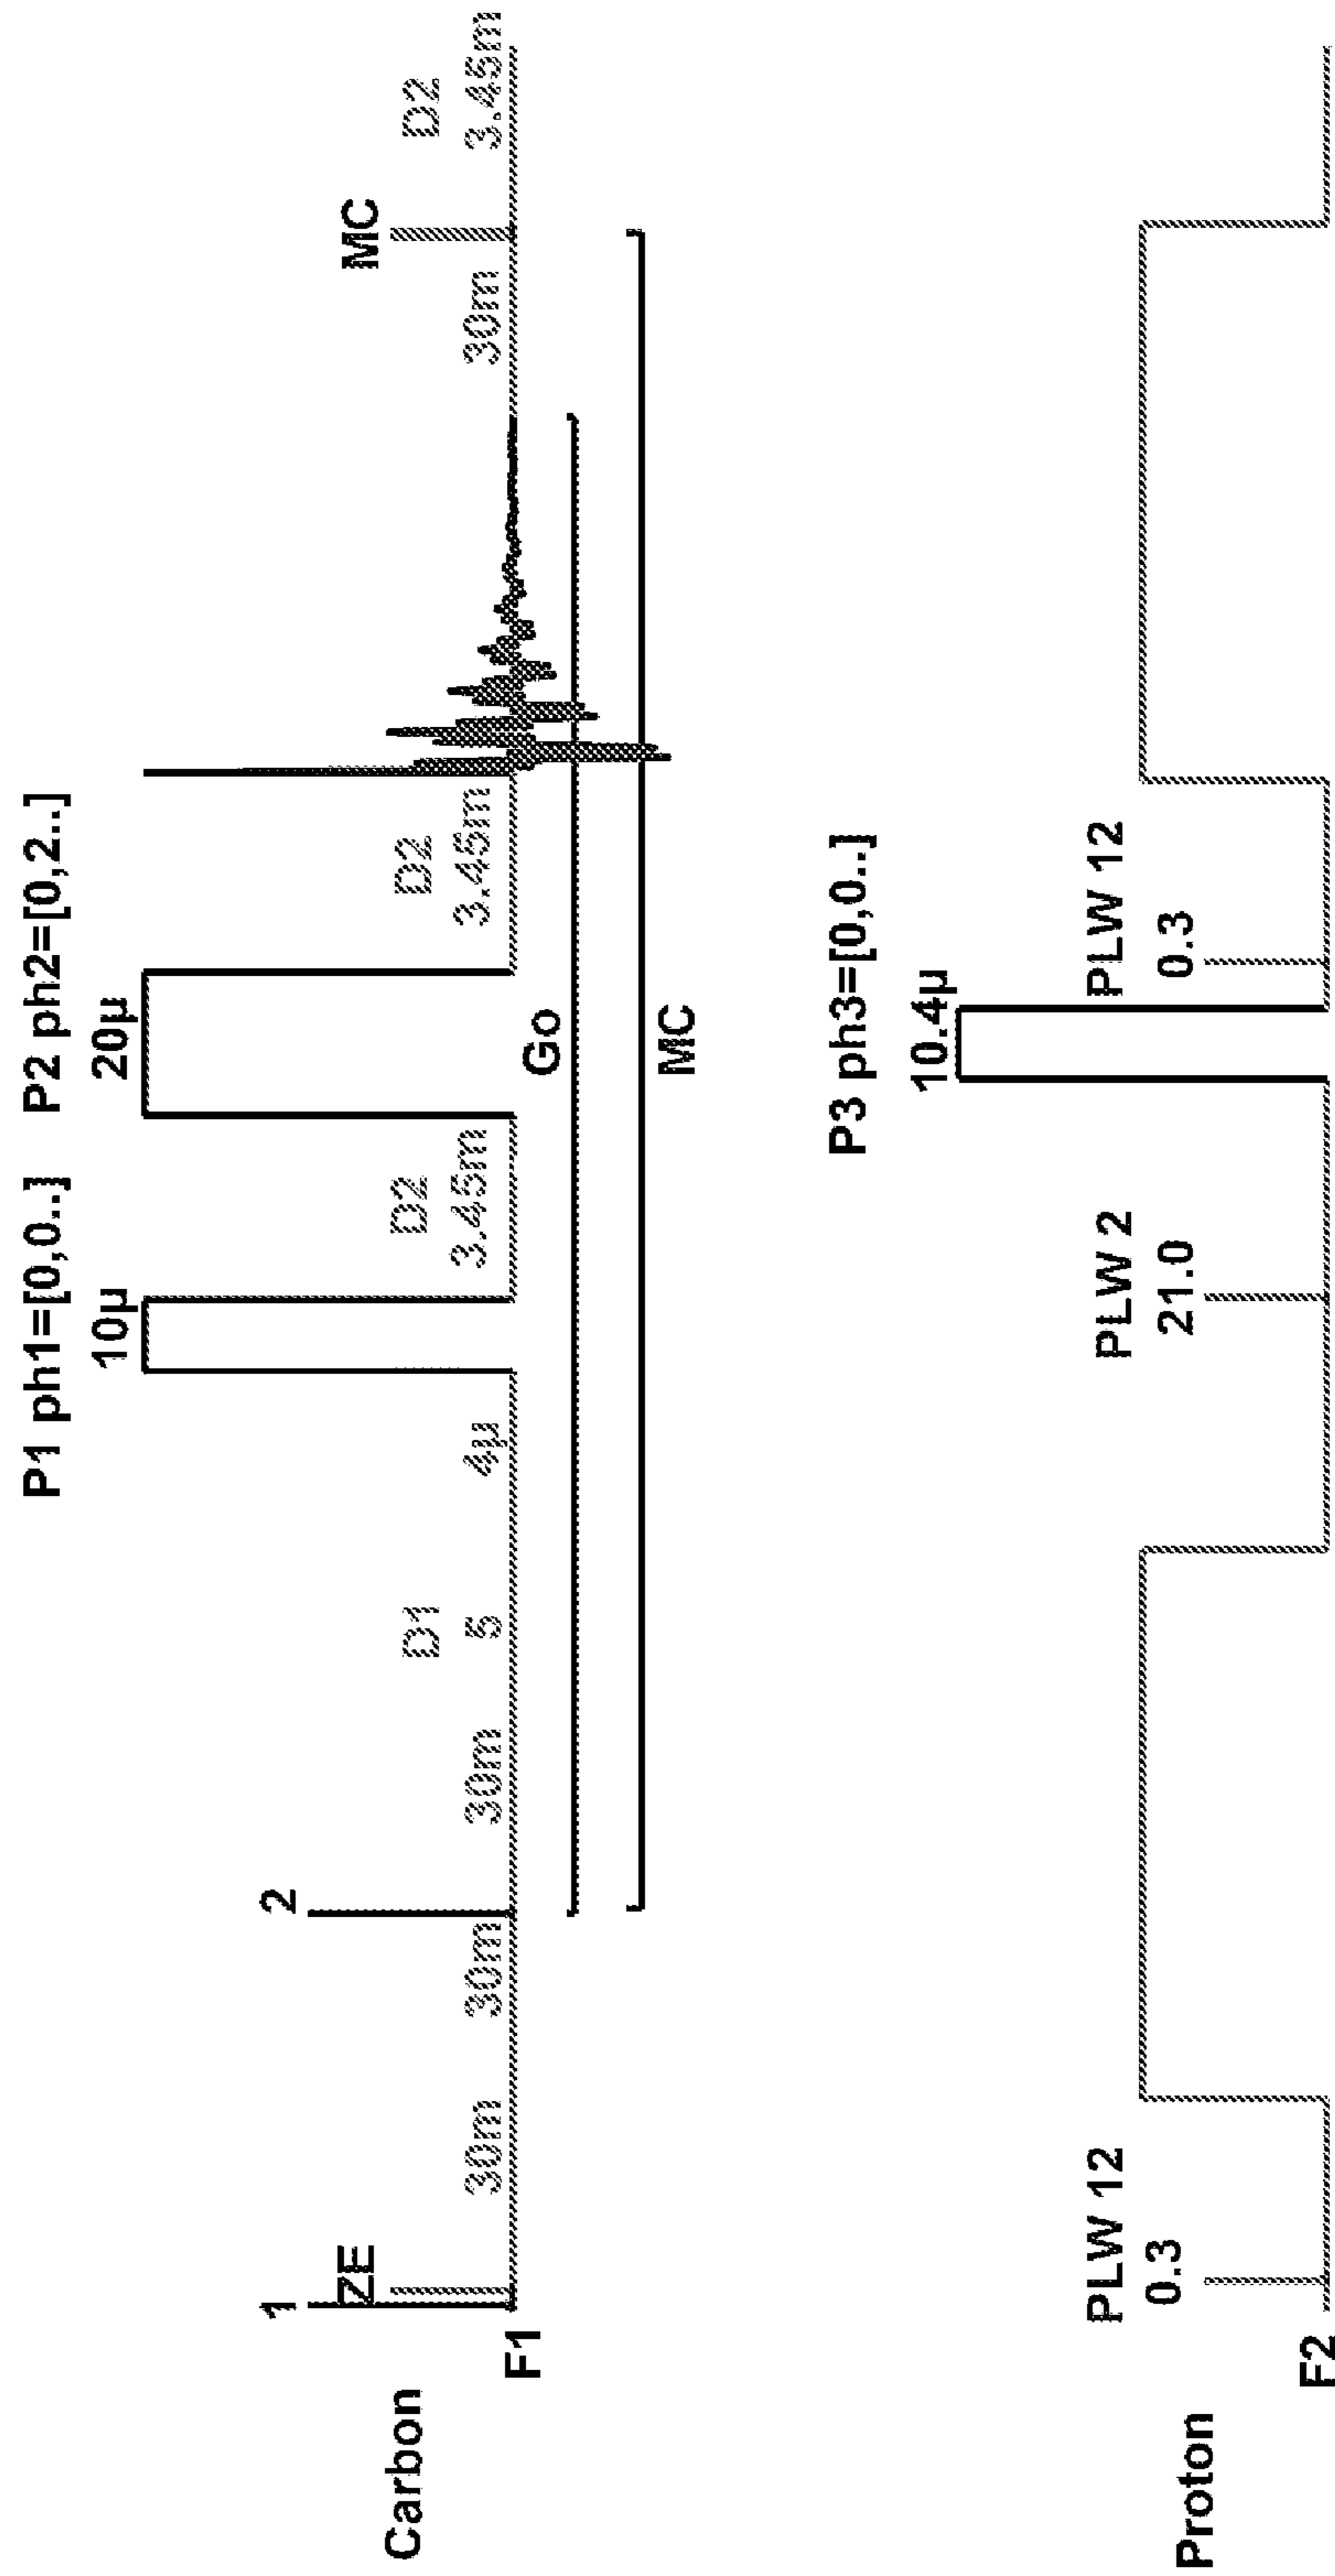 P1 ph1=[0,0..] P2 ph2=[0,2..]
10µ 20µ
1 2
ZE MC
D1 D2 D2 D2
30m 30m 30m 5 4µ 3.45m 3.45m 30m 3.45m
Carbon
F1
Go
MC
P3 ph3=[0,0..]
10.4µ
PLW 12 PLW 2 PLW 12
0.3 21.0 0.3
Proton
F2